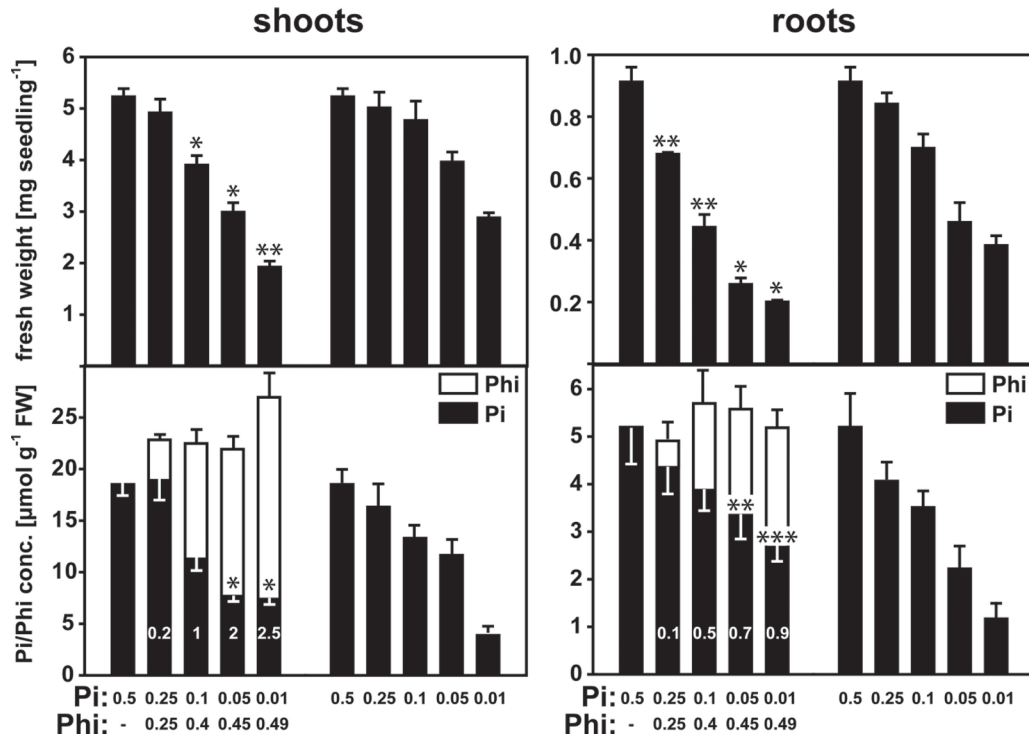 shoots roots
fresh weight [mg seedling⁻¹]
6
5
4
3
2
1
* * **
1.0
0.8
0.6
0.4
0.2
** ** * *
Pi/Phi conc. [µmol g⁻¹ FW]
25
20
15
10
5
0
Phi
Pi
* *
0.2 1 2 2.5
6
5
4
3
2
1
0
Phi
Pi
** ***
0.1 0.5 0.7 0.9
Pi: 0.5 0.25 0.1 0.05 0.01 0.5 0.25 0.1 0.05 0.01 Pi: 0.5 0.25 0.1 0.05 0.01 0.5 0.25 0.1 0.05 0.01
Phi: - 0.25 0.4 0.45 0.49 Phi: - 0.25 0.4 0.45 0.49